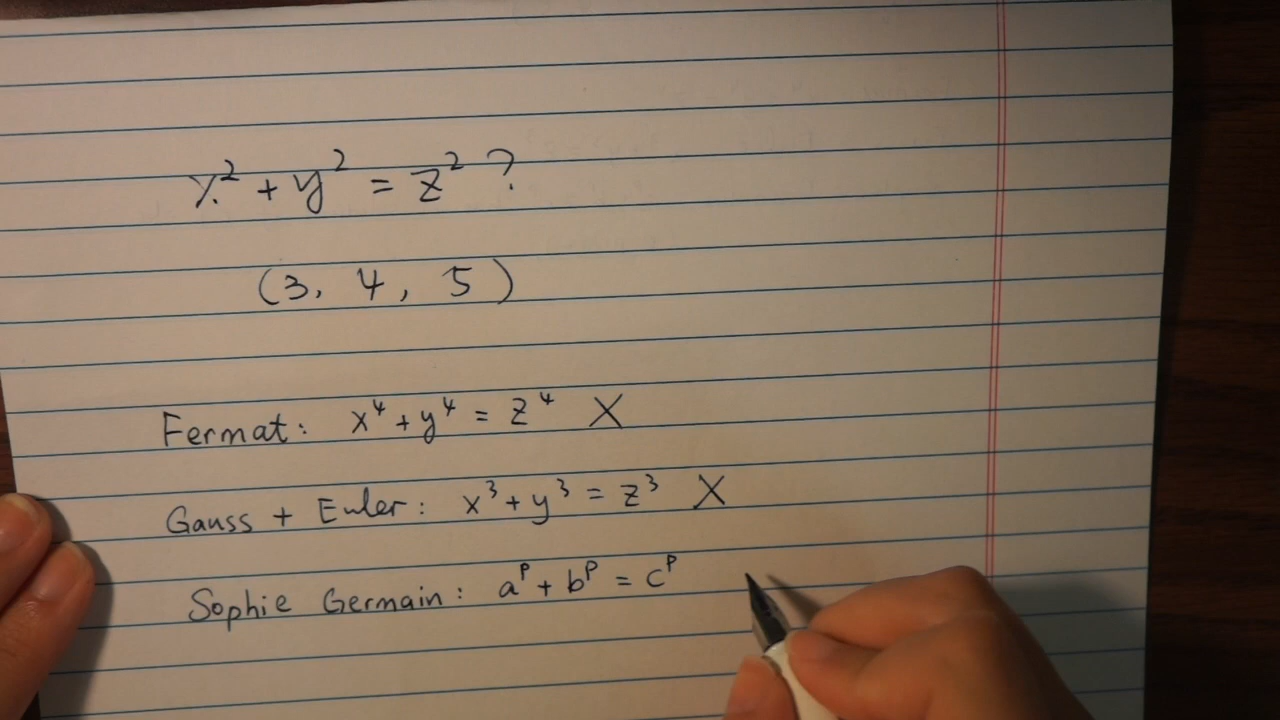 x² + y² = z² ?
(3, 4, 5)
Fermat: x⁴ + y⁴ = z⁴ X
Gauss + Euler: x³ + y³ = z³ X
Sophie Germain: aᵖ + bᵖ = cᵖ